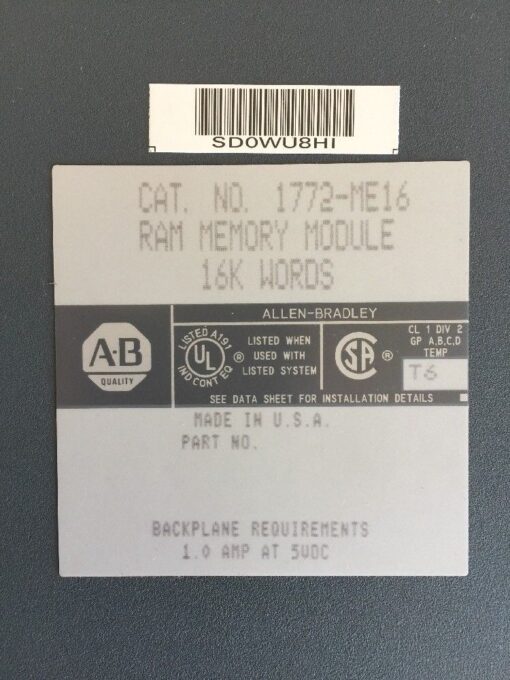 SD0WU8HI
CAT. NO. 1772-ME16
RAM MEMORY MODULE
16K WORDS
ALLEN-BRADLEY
A-B
QUALITY
LISTED A191
UL
IND CONT EQ
®
LISTED WHEN
USED WITH
LISTED SYSTEM
SA
®
CL 1 DIV 2
GP A,B,C,D
TEMP
T6
SEE DATA SHEET FOR INSTALLATION DETAILS
MADE IN U.S.A.
PART NO.
BACKPLANE REQUIREMENTS
1.0 AMP AT 5VDC